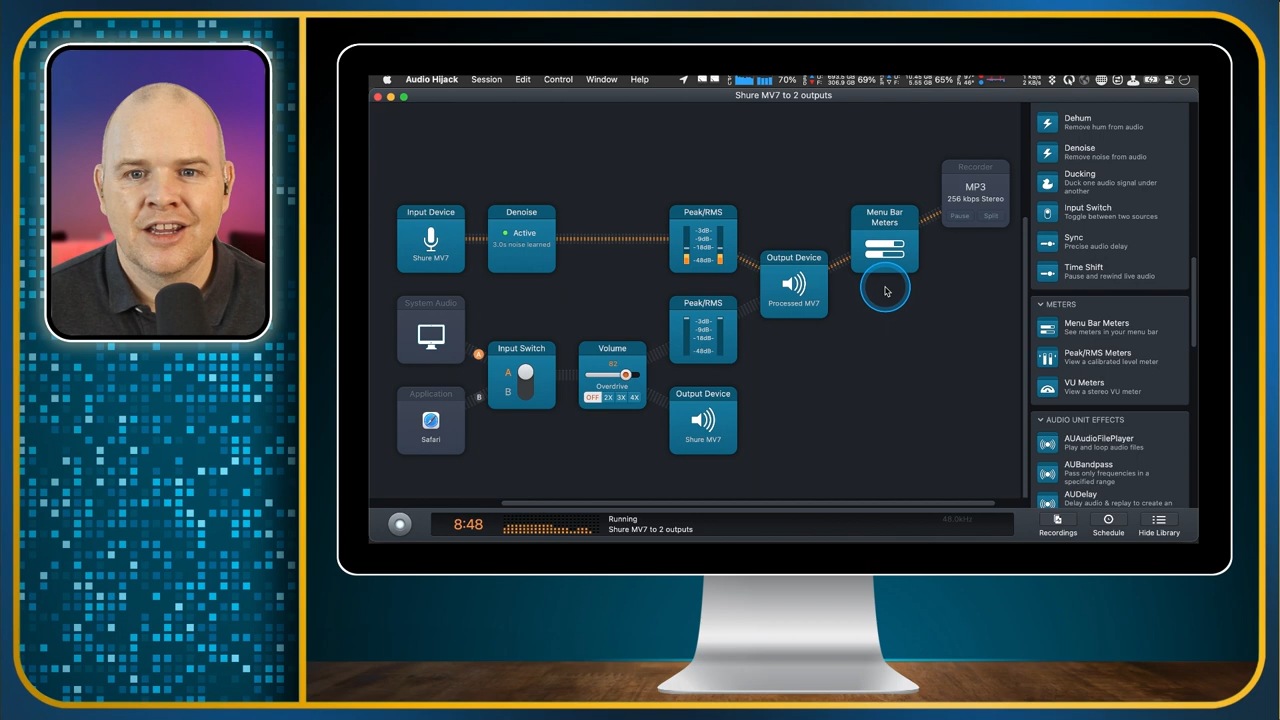 Audio Hijack Session Edit Control Window Help
70% 69% 65%
Shure MV7 to 2 outputs
Input Device
Shure MV7
Denoise
Active
3.0s noise learned
Peak/RMS
-3dB-
-9dB-
-18dB-
-48dB-
Output Device
Processed MV7
Menu Bar
Meters
Recorder
MP3
256 kbps Stereo
Pause Split
System Audio
A
Application
Safari
B
Input Switch
A
B
Volume
82
Overdrive
OFF 2X 3X 4X
Peak/RMS
-3dB-
-9dB-
-18dB-
-48dB-
Output Device
Shure MV7
Dehum
Remove hum from audio
Denoise
Remove noise from audio
Ducking
Duck one audio signal under
another
Input Switch
Toggle between two sources
Sync
Precise audio delay
Time Shift
Pause and rewind live audio
METERS
Menu Bar Meters
See meters in your menu bar
Peak/RMS Meters
View a calibrated level meter
VU Meters
View a stereo VU meter
AUDIO UNIT EFFECTS
AUAudioFilePlayer
Play and loop audio files
AUBandpass
Pass only frequencies in a
specified range
AUDelay
Delay audio & replay to create an
8:48
Running
Shure MV7 to 2 outputs
48.0kHz
Recordings Schedule Hide Library